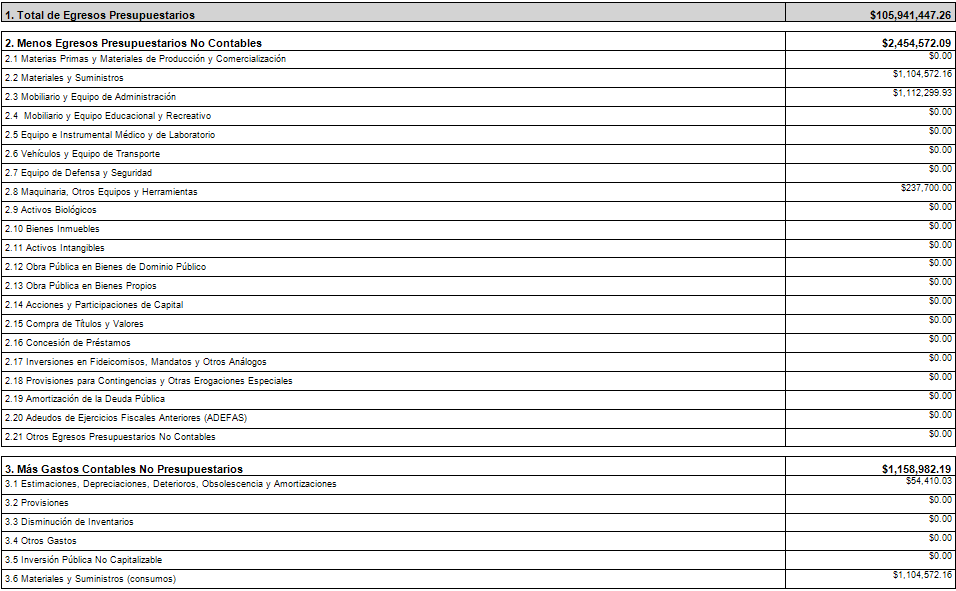 1. Total de Egresos Presupuestarios $105,941,447.26
2. Menos Egresos Presupuestarios No Contables $2,454,572.09
2.1 Materias Primas y Materiales de Producción y Comercialización $0.00
2.2 Materiales y Suministros $1,104,572.16
2.3 Mobiliario y Equipo de Administración $1,112,299.93
2.4 Mobiliario y Equipo Educacional y Recreativo $0.00
2.5 Equipo e Instrumental Médico y de Laboratorio $0.00
2.6 Vehículos y Equipo de Transporte $0.00
2.7 Equipo de Defensa y Seguridad $0.00
2.8 Maquinaria, Otros Equipos y Herramientas $237,700.00
2.9 Activos Biológicos $0.00
2.10 Bienes Inmuebles $0.00
2.11 Activos Intangibles $0.00
2.12 Obra Pública en Bienes de Dominio Público $0.00
2.13 Obra Pública en Bienes Propios $0.00
2.14 Acciones y Participaciones de Capital $0.00
2.15 Compra de Títulos y Valores $0.00
2.16 Concesión de Préstamos $0.00
2.17 Inversiones en Fideicomisos, Mandatos y Otros Análogos $0.00
2.18 Provisiones para Contingencias y Otras Erogaciones Especiales $0.00
2.19 Amortización de la Deuda Pública $0.00
2.20 Adeudos de Ejercicios Fiscales Anteriores (ADEFAS) $0.00
2.21 Otros Egresos Presupuestarios No Contables $0.00
3. Más Gastos Contables No Presupuestarios $1,158,982.19
3.1 Estimaciones, Depreciaciones, Deterioros, Obsolescencia y Amortizaciones $54,410.03
3.2 Provisiones $0.00
3.3 Disminución de Inventarios $0.00
3.4 Otros Gastos $0.00
3.5 Inversión Pública No Capitalizable $0.00
3.6 Materiales y Suministros (consumos) $1,104,572.16